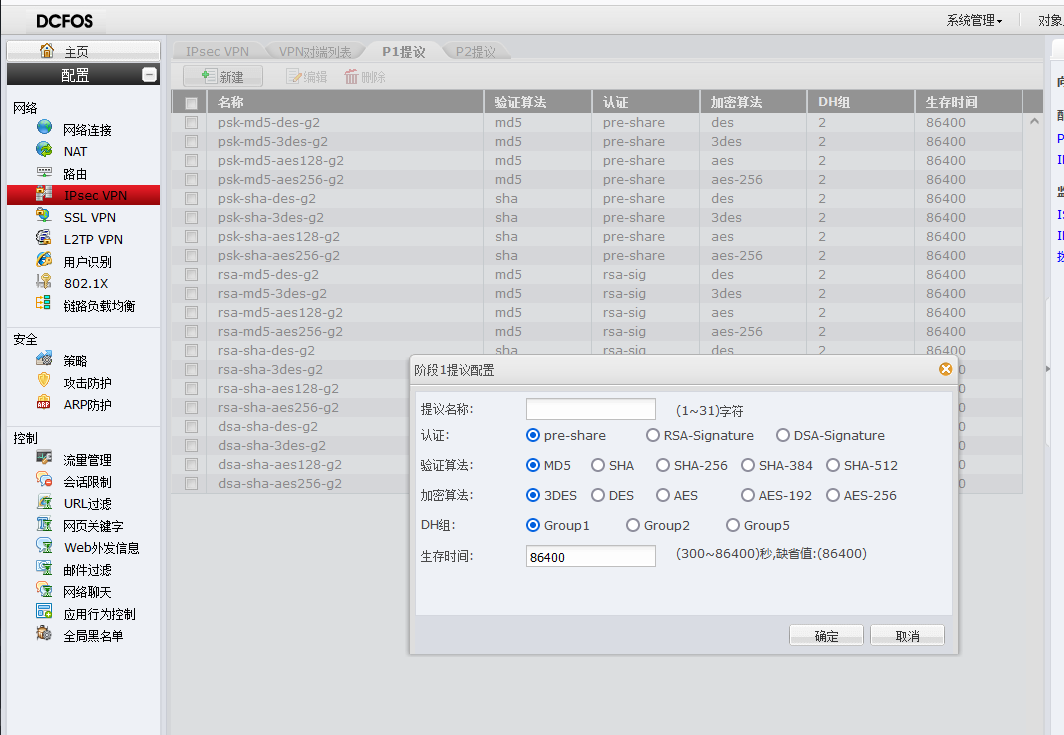 DCFOS
系统管理 对象
主页
配置
网络
网络连接
NAT
路由
IPsec VPN
SSL VPN
L2TP VPN
用户识别
802.1X
链路负载均衡
安全
策略
攻击防护
ARP防护
控制
流量管理
会话限制
URL过滤
网页关键字
Web外发信息
邮件过滤
网络聊天
应用行为控制
全局黑名单
IPsec VPN VPN对端列表 P1提议 P2提议
新建 编辑 删除
名称 验证算法 认证 加密算法 DH组 生存时间
psk-md5-des-g2 md5 pre-share des 2 86400
psk-md5-3des-g2 md5 pre-share 3des 2 86400
psk-md5-aes128-g2 md5 pre-share aes 2 86400
psk-md5-aes256-g2 md5 pre-share aes-256 2 86400
psk-sha-des-g2 sha pre-share des 2 86400
psk-sha-3des-g2 sha pre-share 3des 2 86400
psk-sha-aes128-g2 sha pre-share aes 2 86400
psk-sha-aes256-g2 sha pre-share aes-256 2 86400
rsa-md5-des-g2 md5 rsa-sig des 2 86400
rsa-md5-3des-g2 md5 rsa-sig 3des 2 86400
rsa-md5-aes128-g2 md5 rsa-sig aes 2 86400
rsa-md5-aes256-g2 md5 rsa-sig aes-256 2 86400
rsa-sha-des-g2 sha rsa-sig des 2 86400
rsa-sha-3des-g2 0
rsa-sha-aes128-g2 0
rsa-sha-aes256-g2 0
dsa-sha-des-g2 0
dsa-sha-3des-g2 0
dsa-sha-aes128-g2 0
dsa-sha-aes256-g2 0
阶段1提议配置
提议名称: (1~31)字符
认证: pre-share RSA-Signature DSA-Signature
验证算法: MD5 SHA SHA-256 SHA-384 SHA-512
加密算法: 3DES DES AES AES-192 AES-256
DH组: Group1 Group2 Group5
生存时间: 86400 (300~86400)秒,缺省值:(86400)
确定 取消